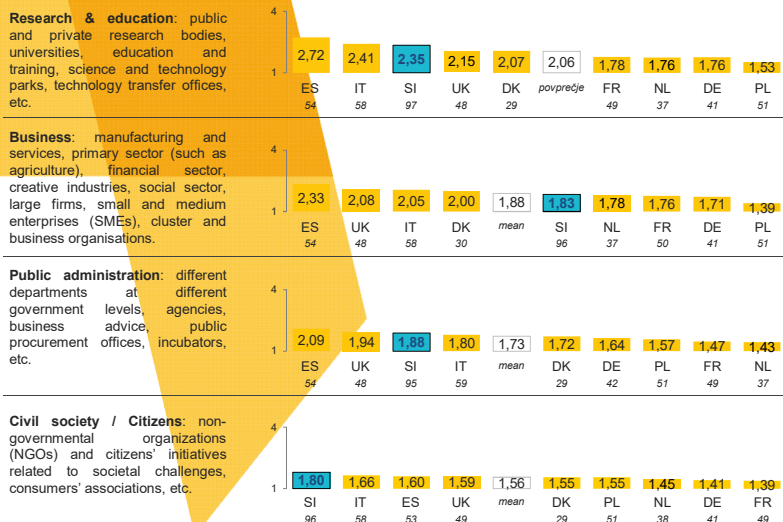 Research & education: public
and private research bodies,
universities, education and
training, science and technology
parks, technology transfer offices,
etc.
4
1
2,72 2,41 2,35 2,15 2,07 2,06 1,78 1,76 1,76 1,53
ES IT SI UK DK povprečje FR NL DE PL
54 58 97 48 29 49 37 41 51
Business: manufacturing and
services, primary sector (such as
agriculture), financial sector,
creative industries, social sector,
large firms, small and medium
enterprises (SMEs), cluster and
business organisations.
4
1
2,33 2,08 2,05 2,00 1,88 1,83 1,78 1,76 1,71 1,39
ES UK IT DK mean SI NL FR DE PL
54 48 58 30 96 37 50 41 51
Public administration: different
departments at different
government levels, agencies,
business advice, public
procurement offices, incubators,
etc.
4
1
2,09 1,94 1,88 1,80 1,73 1,72 1,64 1,57 1,47 1,43
ES UK SI IT mean DK DE PL FR NL
54 48 95 59 29 42 51 49 37
Civil society / Citizens: non-
governmental organizations
(NGOs) and citizens' initiatives
related to societal challenges,
consumers' associations, etc.
4
1
1,80 1,66 1,60 1,59 1,56 1,55 1,55 1,45 1,41 1,39
SI IT ES UK mean DK PL NL DE FR
96 58 53 49 29 51 38 41 49